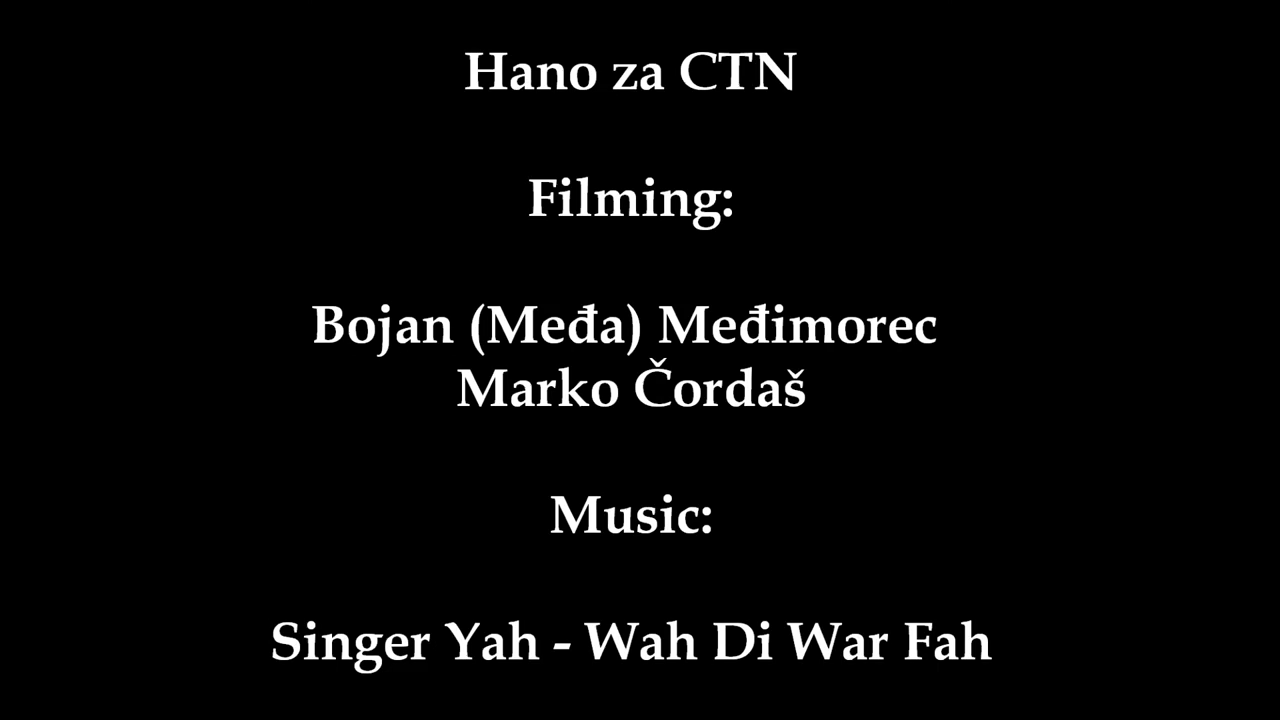 Hano za CTN
Filming:
Bojan (Međa) Međimorec
Marko Čordaš
Music:
Singer Yah - Wah Di War Fah